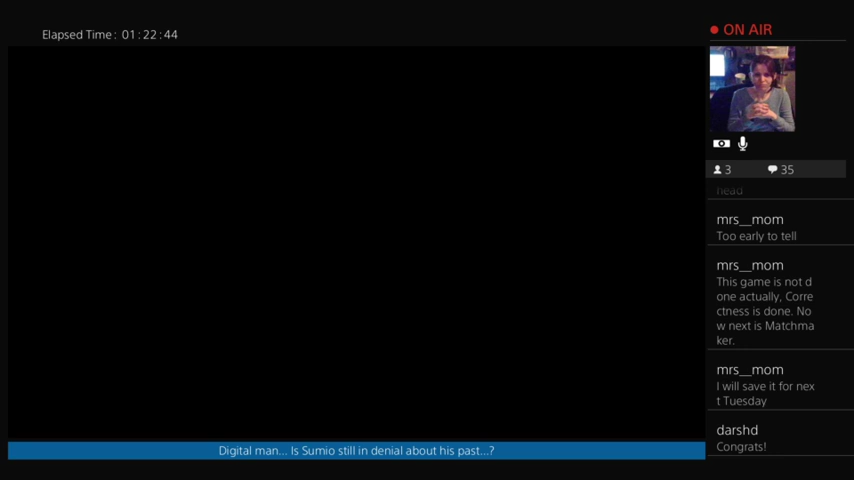 Elapsed Time: 01:22:44
ON AIR
3
35
head
mrs__mom
Too early to tell
mrs__mom
This game is not d
one actually, Corre
ctness is done. No
w next is Matchma
ker.
mrs__mom
I will save it for nex
t Tuesday
darshd
Congrats!
Digital man... Is Sumio still in denial about his past...?